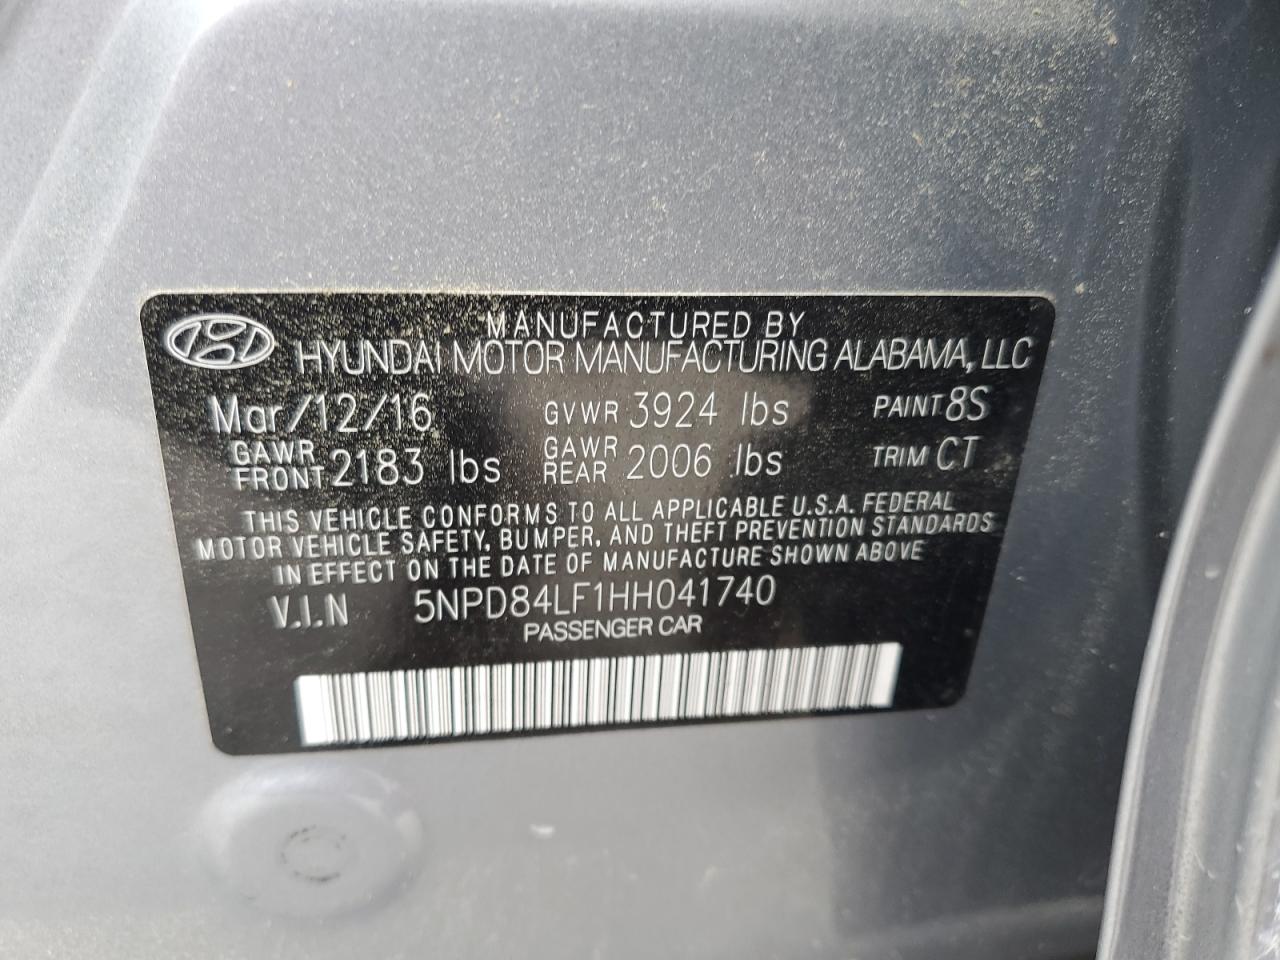 MANUFACTURED BY
HYUNDAI MOTOR MANUFACTURING ALABAMA, LLC
Mar/12/16 GVWR 3924 lbs PAINT 8S
GAWR FRONT 2183 lbs GAWR REAR 2006 lbs TRIM CT
THIS VEHICLE CONFORMS TO ALL APPLICABLE U.S.A. FEDERAL
MOTOR VEHICLE SAFETY, BUMPER, AND THEFT PREVENTION STANDARDS
IN EFFECT ON THE DATE OF MANUFACTURE SHOWN ABOVE
V.I.N 5NPD84LF1HH041740
PASSENGER CAR